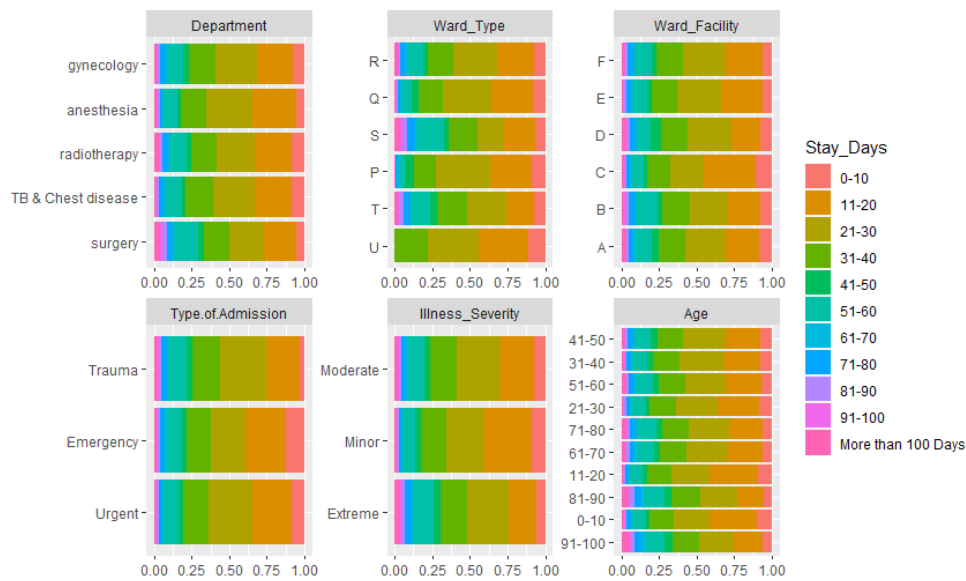 Department
gynecology
anesthesia
radiotherapy
TB & Chest disease
surgery
0.00 0.25 0.50 0.75 1.00
Ward_Type
R
Q
S
P
T
U
0.00 0.25 0.50 0.75 1.00
Ward_Facility
F
E
D
C
B
A
0.00 0.25 0.50 0.75 1.00
Type.of.Admission
Trauma
Emergency
Urgent
0.00 0.25 0.50 0.75 1.00
Illness_Severity
Moderate
Minor
Extreme
0.00 0.25 0.50 0.75 1.00
Age
41-50
31-40
51-60
21-30
71-80
61-70
11-20
81-90
0-10
91-100
0.00 0.25 0.50 0.75 1.00
Stay_Days
0-10
11-20
21-30
31-40
41-50
51-60
61-70
71-80
81-90
91-100
More than 100 Days